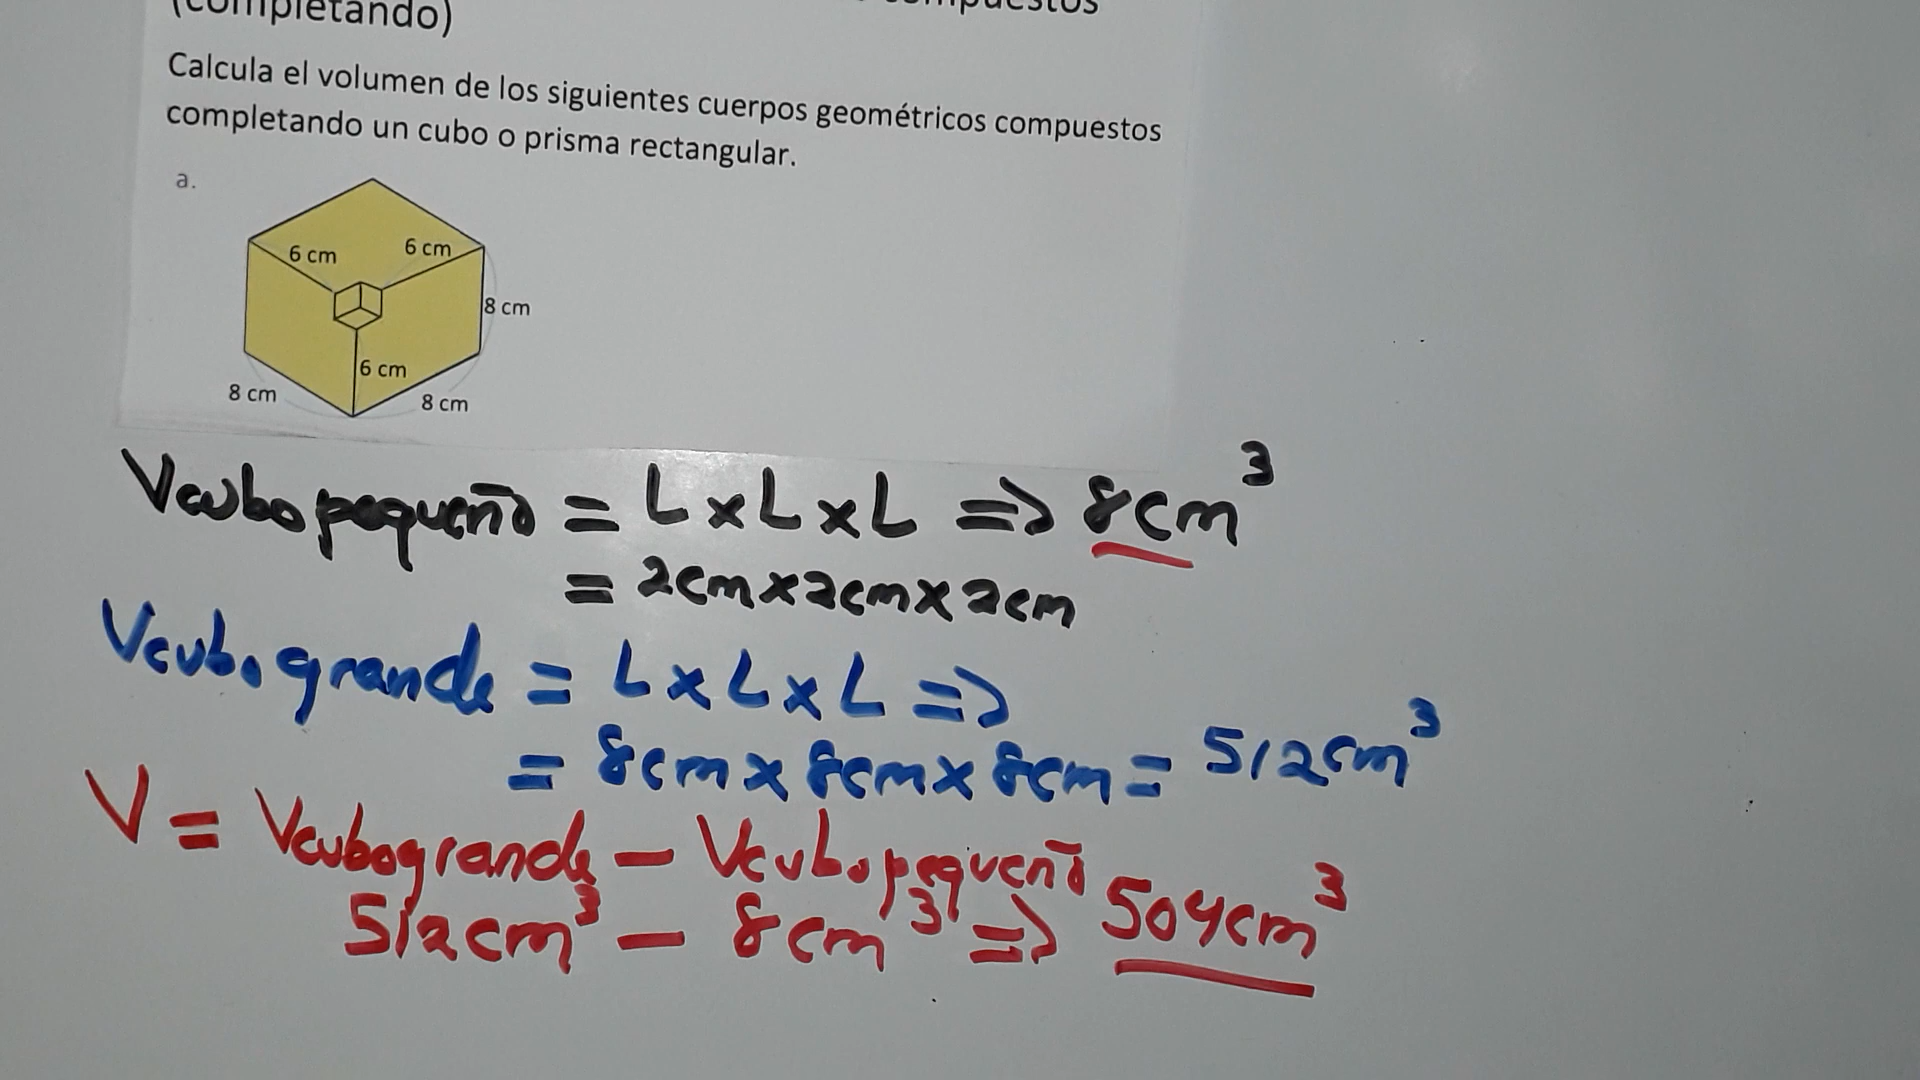 (completando)
compuestos
Calcula el volumen de los siguientes cuerpos geométricos compuestos
completando un cubo o prisma rectangular.
a.
6 cm
6 cm
8 cm
6 cm
8 cm
8 cm
Vcubo pequeño = L x L x L => 8cm³
= 2cm x 2cm x 2cm
Vcubo grande = L x L x L =>
= 8cm x 8cm x 8cm = 512cm³
V = Vcubo grande - Vcubo pequeño
512cm³ - 8cm³ => 504cm³